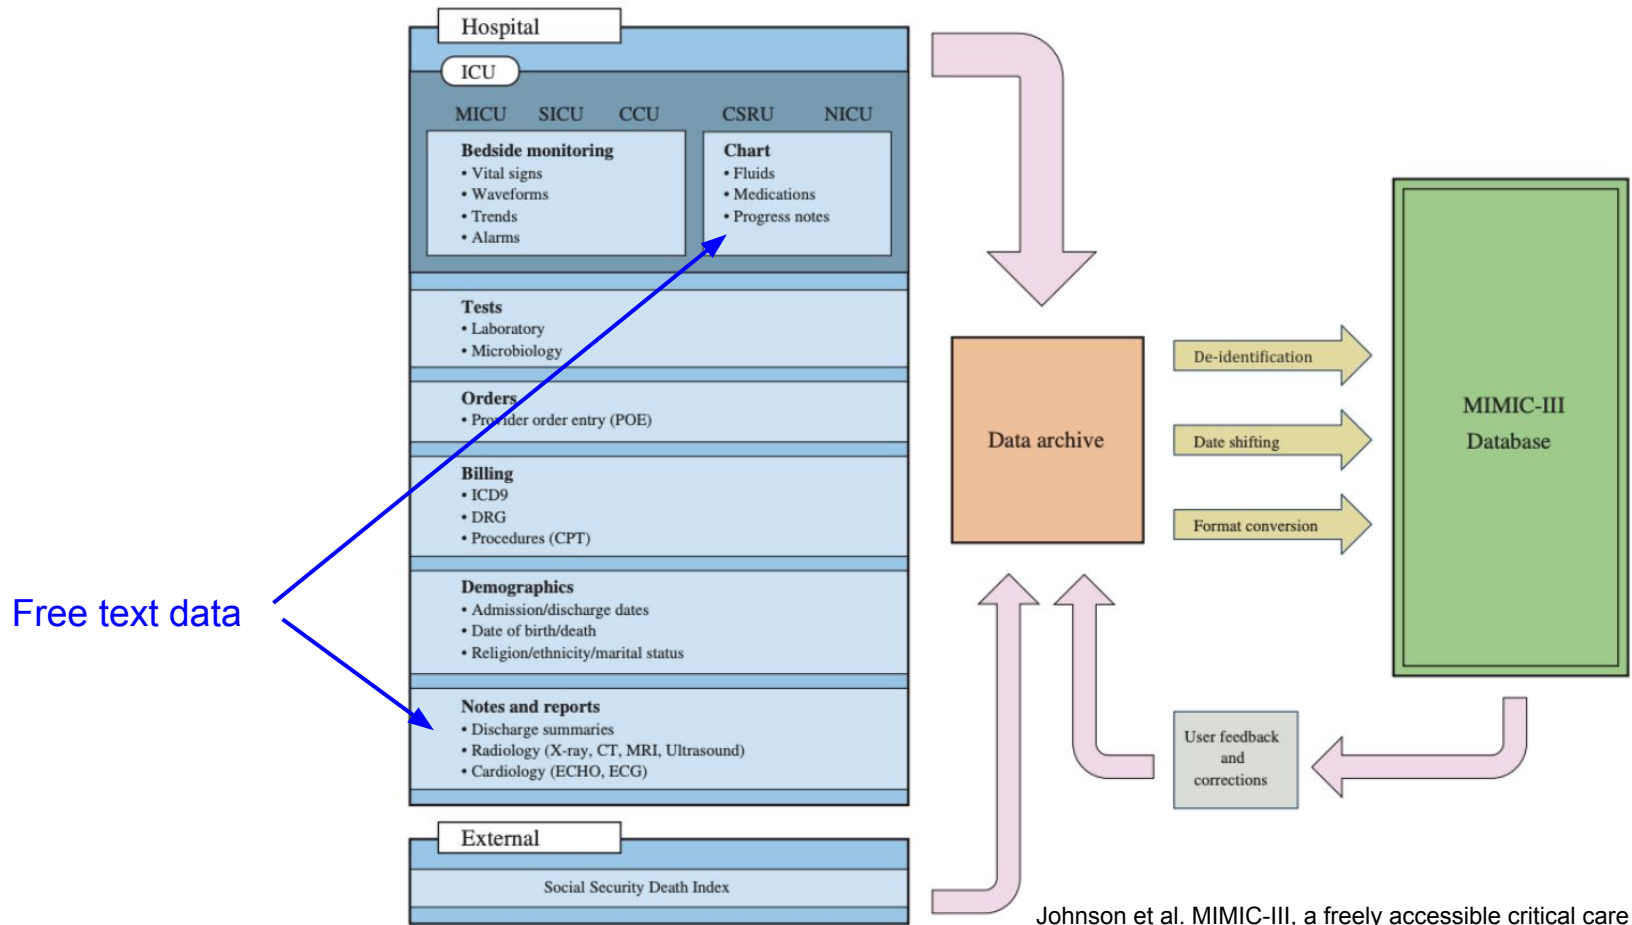 Hospital
ICU
MICU SICU CCU CSRU NICU
Bedside monitoring
• Vital signs
• Waveforms
• Trends
• Alarms
Chart
• Fluids
• Medications
• Progress notes
Tests
• Laboratory
• Microbiology
Orders
• Provider order entry (POE)
Billing
• ICD9
• DRG
• Procedures (CPT)
Demographics
• Admission/discharge dates
• Date of birth/death
• Religion/ethnicity/marital status
Notes and reports
• Discharge summaries
• Radiology (X-ray, CT, MRI, Ultrasound)
• Cardiology (ECHO, ECG)
External
Social Security Death Index
Free text data
Data archive
De-identification
Date shifting
Format conversion
MIMIC-III
Database
User feedback
and
corrections
Johnson et al. MIMIC-III, a freely accessible critical care